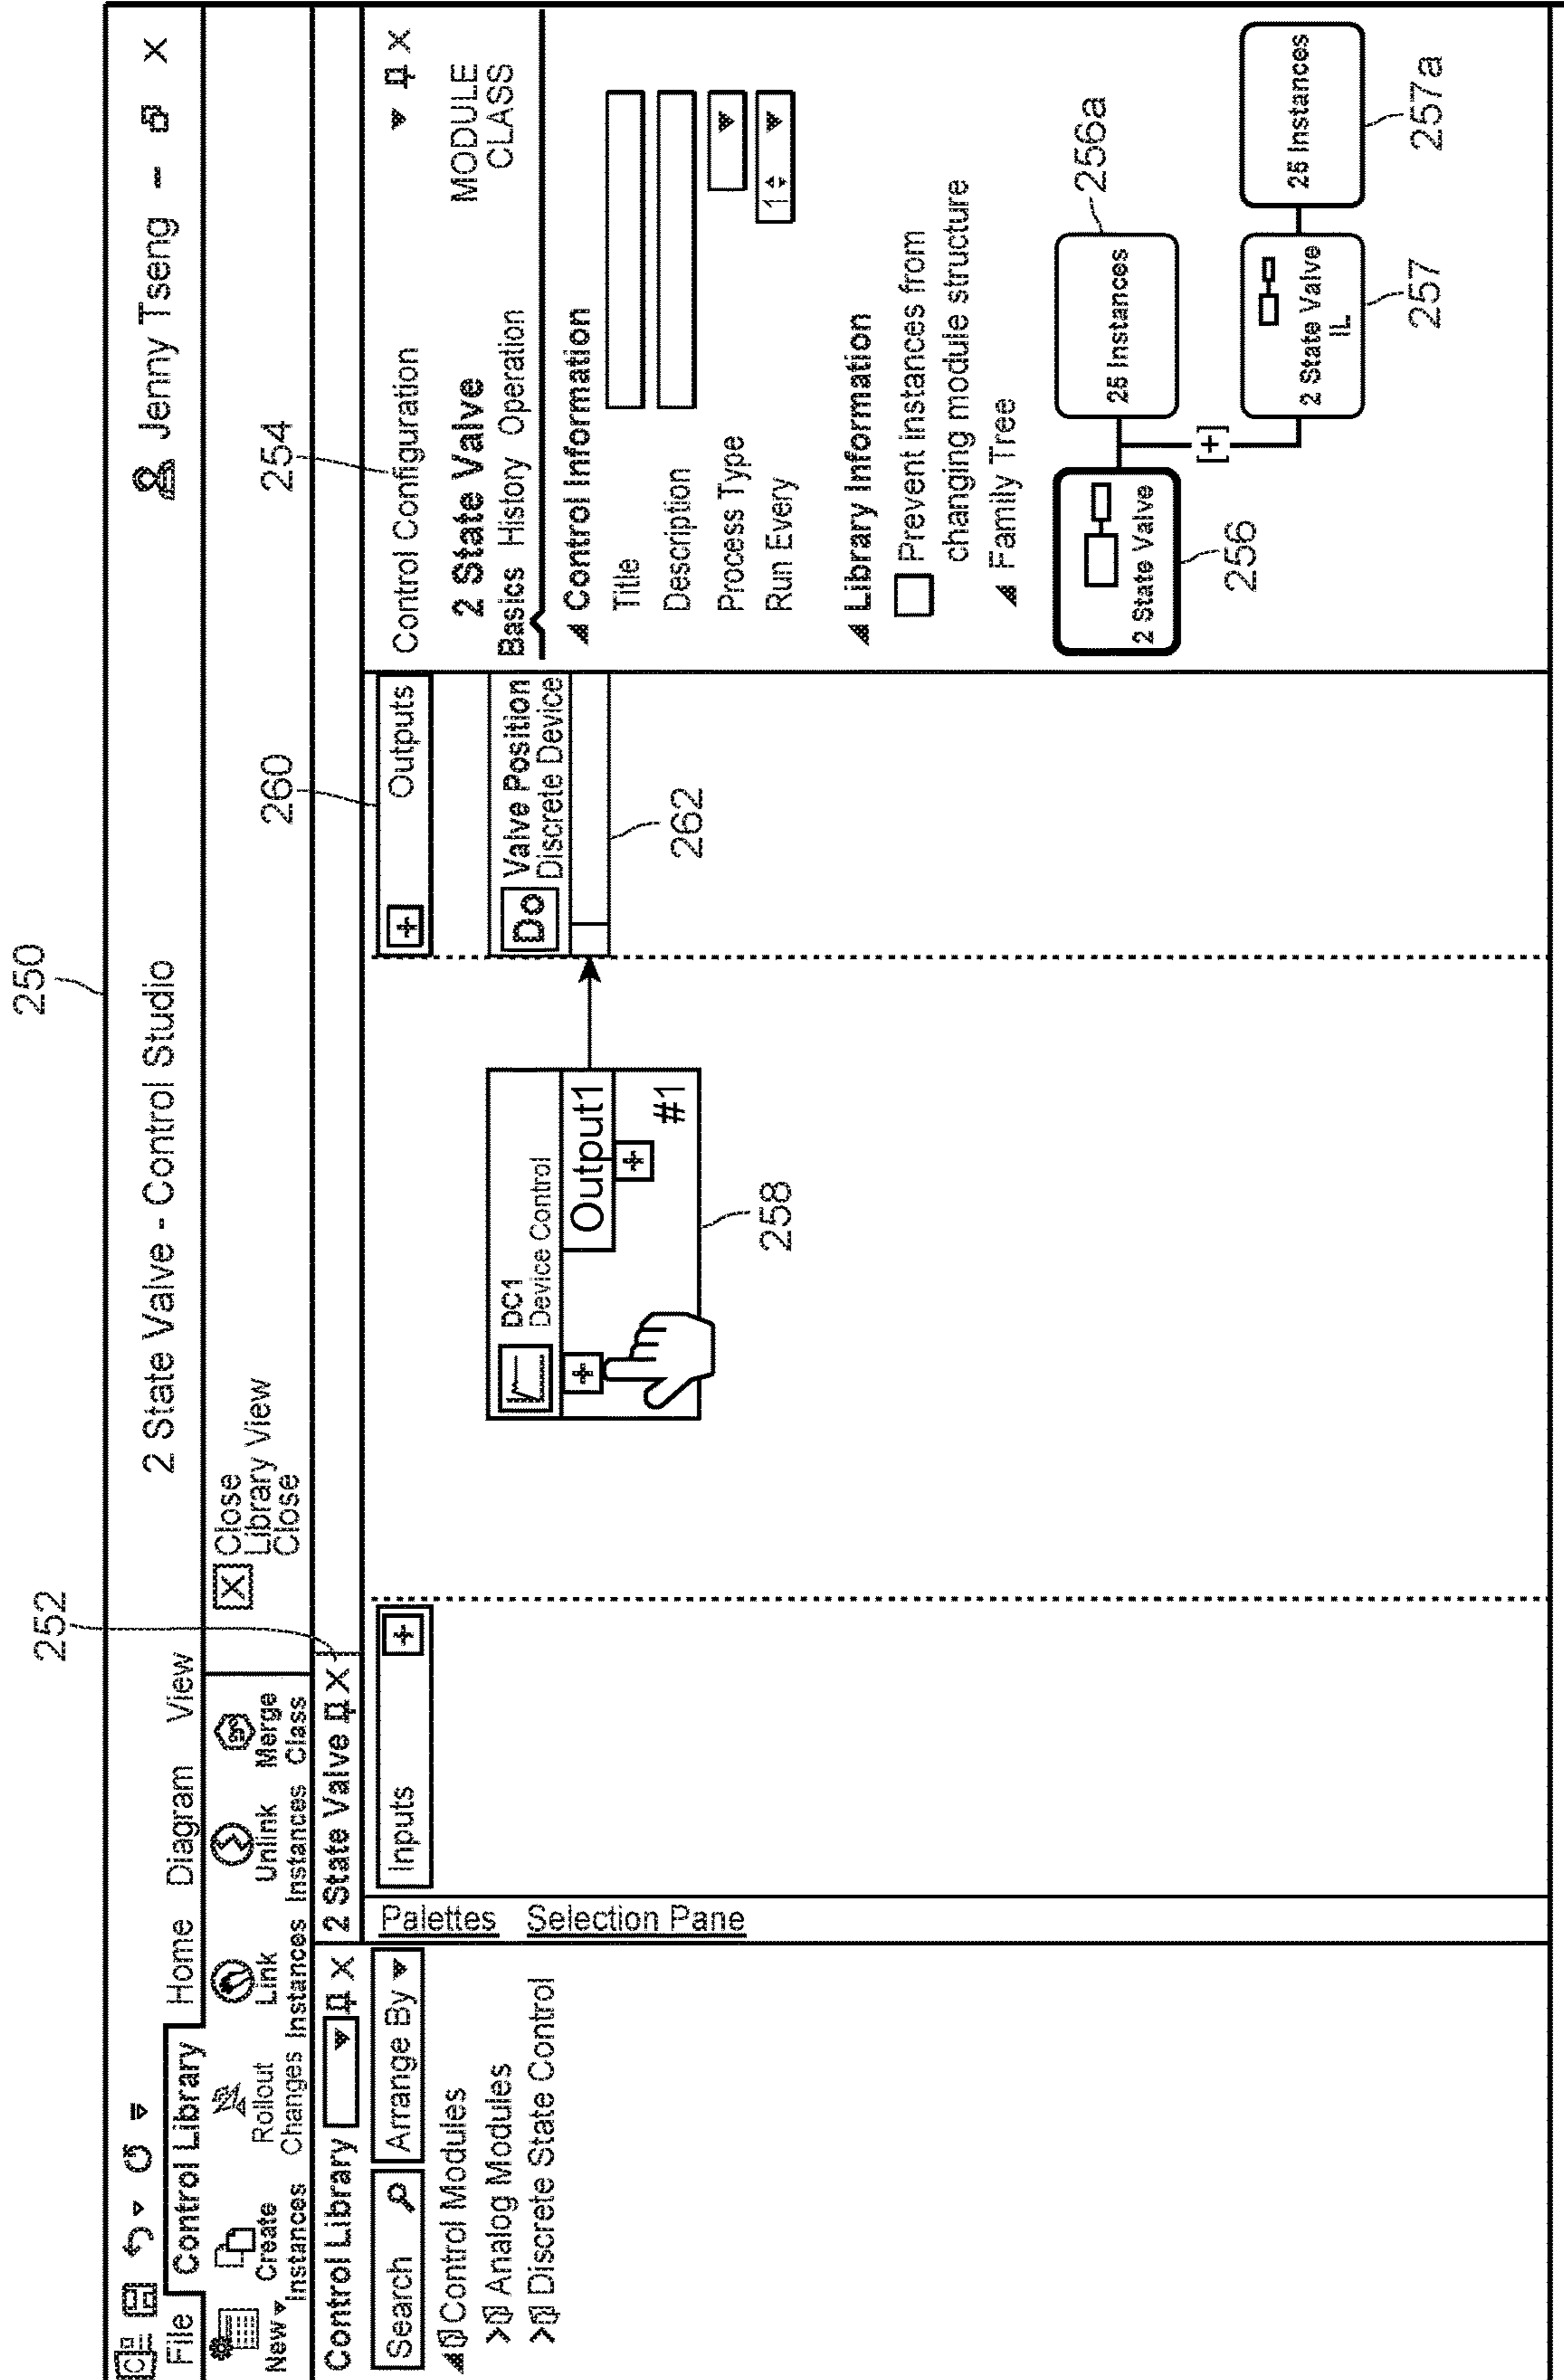 250
2 State Valve - Control Studio
Jenny Tseng
File Control Library Home Diagram View
252
New
Create
Instances
Rollout
Changes
Link
Instances
Unlink
Instances
Merge
Class
Close
Library View
Close
260
254
Control Library
2 State Valve
Search
Arrange By
Control Modules
Analog Modules
Discrete State Control
Palettes
Selection Pane
Inputs
DC1
Device Control
Output1
#1
258
Outputs
Do
Valve Position
Discrete Device
262
Control Configuration
2 State Valve
MODULE
CLASS
Basics History Operation
Control Information
Title
Description
Process Type
Run Every
1
Library Information
Prevent instances from
changing module structure
Family Tree
2 State Valve
256
25 Instances
256a
[+]
2 State Valve
IL
257
25 Instances
257a